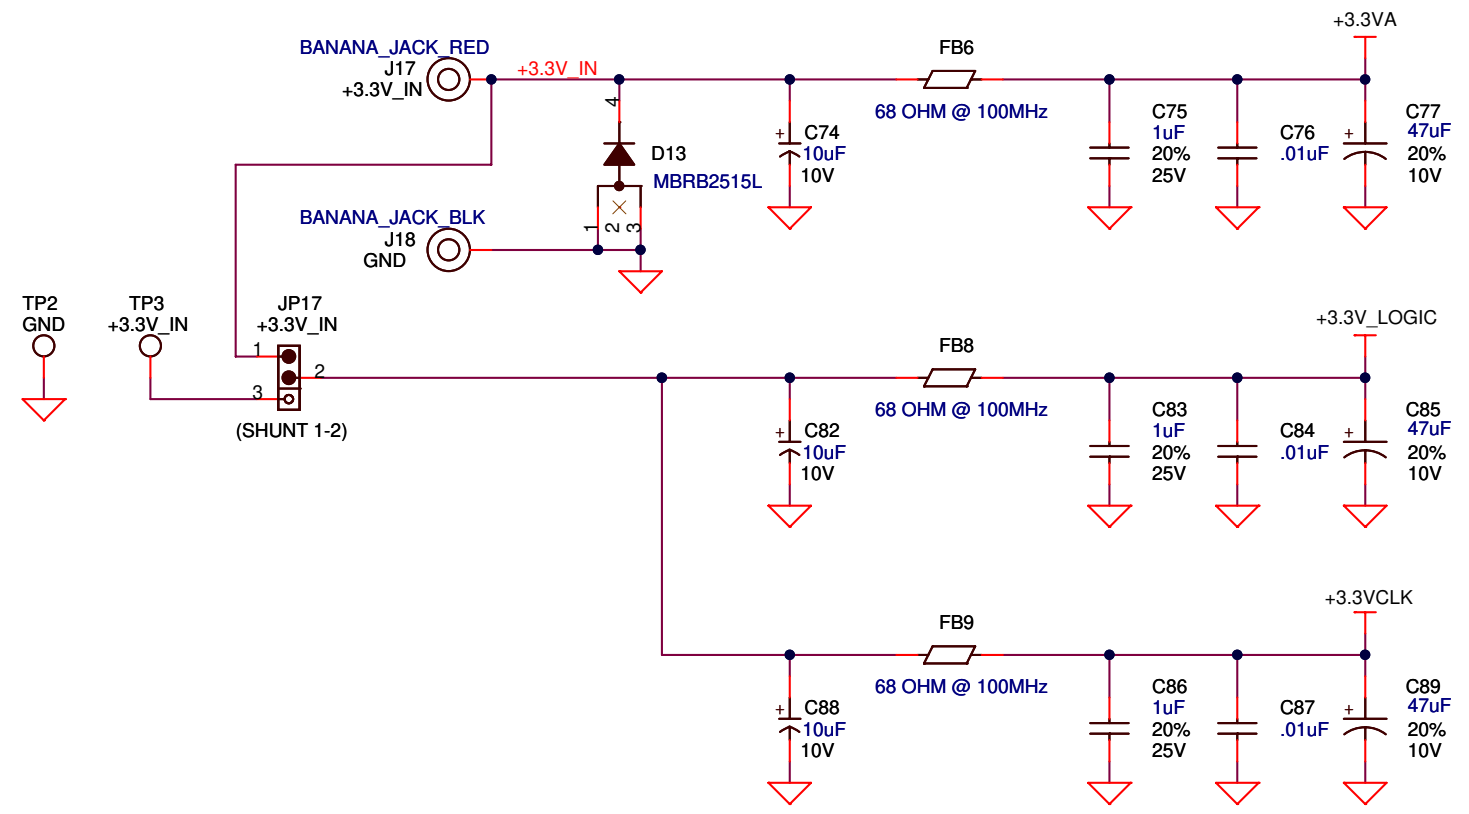 +3.3VA
BANANA_JACK_RED
J17
+3.3V_IN
+3.3V_IN
FB6
68 OHM @ 100MHz
4
+
C74
10uF
10V
C75
1uF
20%
25V
C76
.01uF
+
C77
47uF
20%
10V
D13
MBRB2515L
1
2
3
BANANA_JACK_BLK
J18
GND
TP2
GND
TP3
+3.3V_IN
JP17
+3.3V_IN
1
2
3
(SHUNT 1-2)
+3.3V_LOGIC
FB8
68 OHM @ 100MHz
+
C82
10uF
10V
C83
1uF
20%
25V
C84
.01uF
+
C85
47uF
20%
10V
+3.3VCLK
FB9
68 OHM @ 100MHz
+
C88
10uF
10V
C86
1uF
20%
25V
C87
.01uF
+
C89
47uF
20%
10V